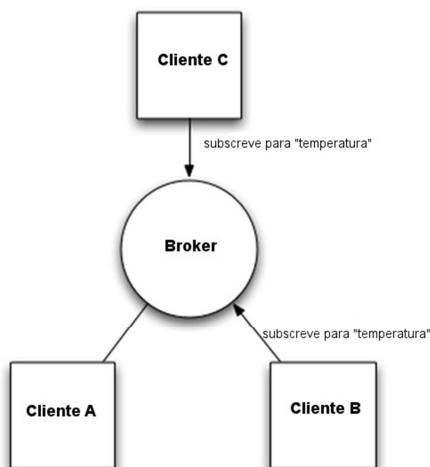 Cliente C
subscreve para "temperatura"
Broker
subscreve para "temperatura"
Cliente A
Cliente B